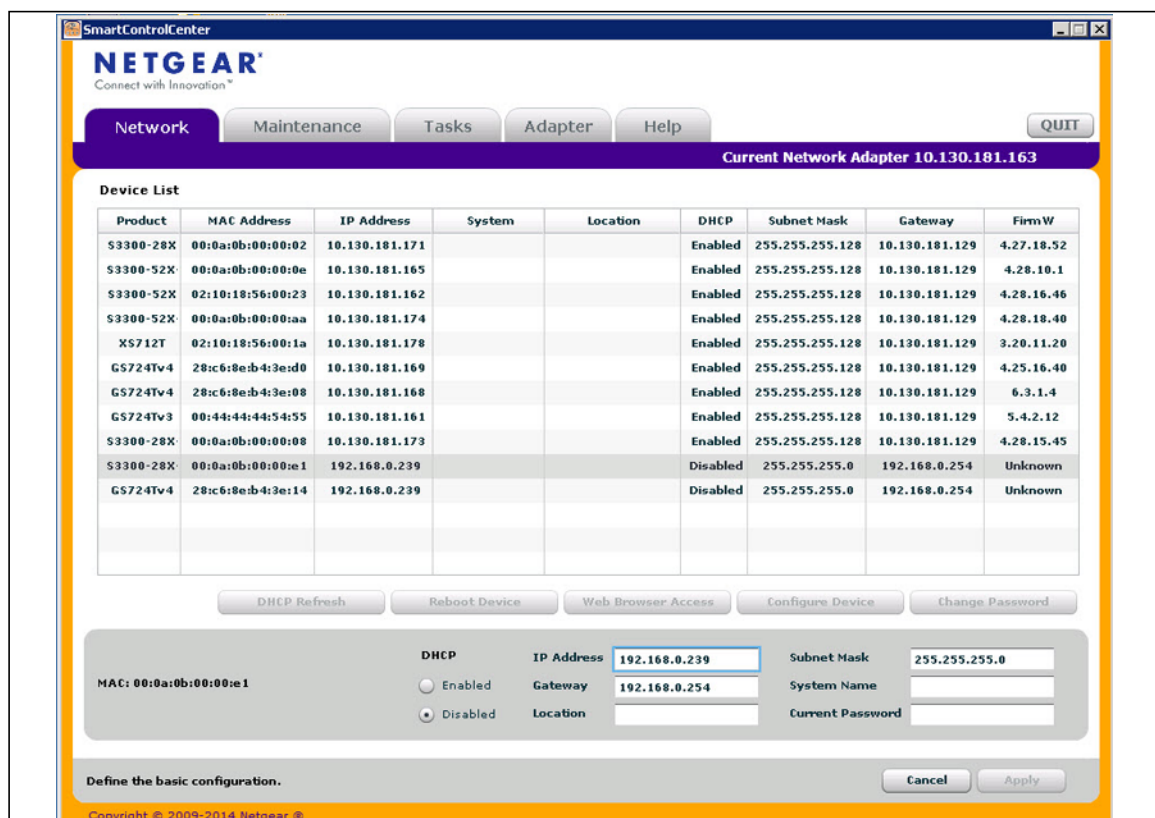 SmartControlCenter
NETGEAR®
Connect with Innovation™
Network Maintenance Tasks Adapter Help QUIT
Current Network Adapter 10.130.181.163
Device List
Product MAC Address IP Address System Location DHCP Subnet Mask Gateway FirmW
S3300-28X 00:0a:0b:00:00:02 10.130.181.171 Enabled 255.255.255.128 10.130.181.129 4.27.18.52
S3300-52X 00:0a:0b:00:00:0e 10.130.181.165 Enabled 255.255.255.128 10.130.181.129 4.28.10.1
S3300-52X 02:10:18:56:00:23 10.130.181.162 Enabled 255.255.255.128 10.130.181.129 4.28.16.46
S3300-52X 00:0a:0b:00:00:aa 10.130.181.174 Enabled 255.255.255.128 10.130.181.129 4.28.18.40
XS712T 02:10:18:56:00:1a 10.130.181.178 Enabled 255.255.255.128 10.130.181.129 3.20.11.20
GS724Tv4 28:c6:8e:b4:3e:d0 10.130.181.169 Enabled 255.255.255.128 10.130.181.129 4.25.16.40
GS724Tv4 28:c6:8e:b4:3e:08 10.130.181.168 Enabled 255.255.255.128 10.130.181.129 6.3.1.4
GS724Tv3 00:44:44:44:54:55 10.130.181.161 Enabled 255.255.255.128 10.130.181.129 5.4.2.12
S3300-28X 00:0a:0b:00:00:08 10.130.181.173 Enabled 255.255.255.128 10.130.181.129 4.28.15.45
S3300-28X 00:0a:0b:00:00:e1 192.168.0.239 Disabled 255.255.255.0 192.168.0.254 Unknown
GS724Tv4 28:c6:8e:b4:3e:14 192.168.0.239 Disabled 255.255.255.0 192.168.0.254 Unknown
DHCP Refresh Reboot Device Web Browser Access Configure Device Change Password
DHCP IP Address 192.168.0.239 Subnet Mask 255.255.255.0
MAC: 00:0a:0b:00:00:e1 Enabled Gateway 192.168.0.254 System Name
Disabled Location Current Password
Define the basic configuration. Cancel Apply
Copyright © 2009-2014 Netgear ®